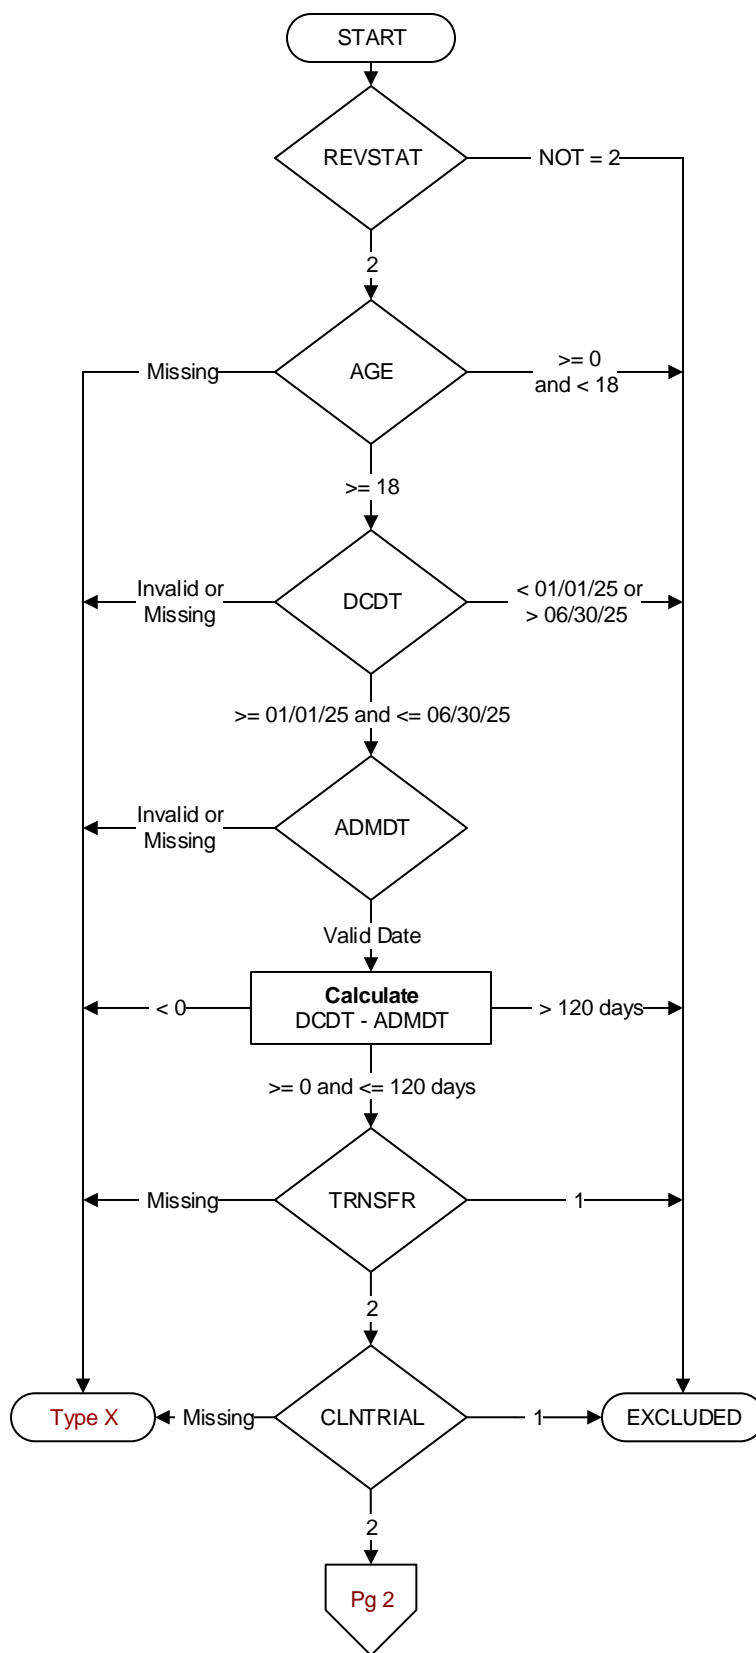 START
REVSTAT
NOT = 2
2
Missing
AGE
>= 0
and < 18
>= 18
Invalid or
Missing
DCDT
< 01/01/25 or
> 06/30/25
>= 01/01/25 and <= 06/30/25
Invalid or
Missing
ADMDT
Valid Date
< 0
Calculate
DCDT - ADMDT
> 120 days
>= 0 and <= 120 days
Missing
TRNSFR
1
2
Type X
Missing
CLNTRIAL
1
EXCLUDED
2
Pg 2